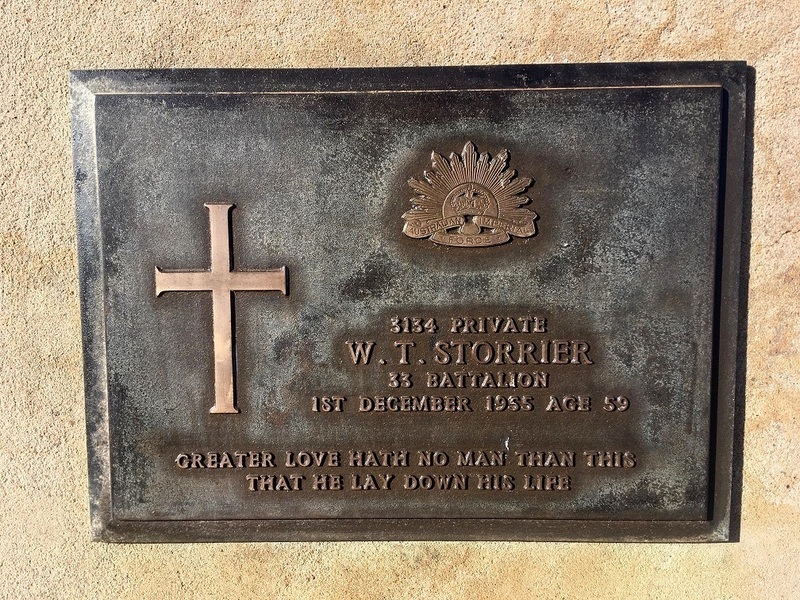 AUSTRALIAN IMPERIAL
FORCE
3134 PRIVATE
W. T. STORRIER
33 BATTALION
1ST DECEMBER 1955 AGE 59
GREATER LOVE HATH NO MAN THAN THIS
THAT HE LAY DOWN HIS LIFE